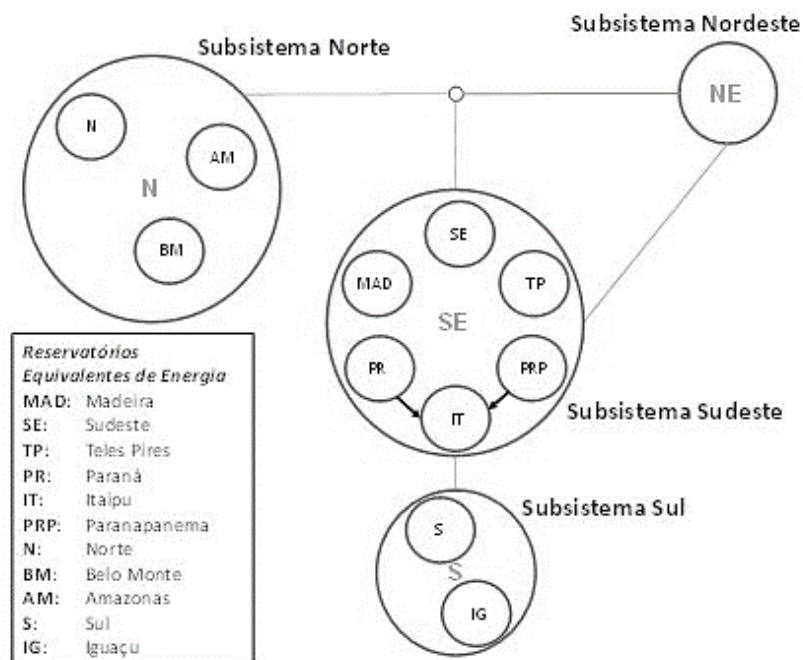 Subsistema Norte
Subsistema Nordeste
N
AM
N
BM
NE
SE
MAD
TP
SE
PR
PRP
IT
Subsistema Sudeste
Subsistema Sul
S
S
IG
Reservatórios
Equivalentes de Energia
MAD: Madeira
SE: Sudeste
TP: Teles Pires
PR: Paraná
IT: Itaipu
PRP: Paranapanema
N: Norte
BM: Belo Monte
AM: Amazonas
S: Sul
IG: Iguaçu